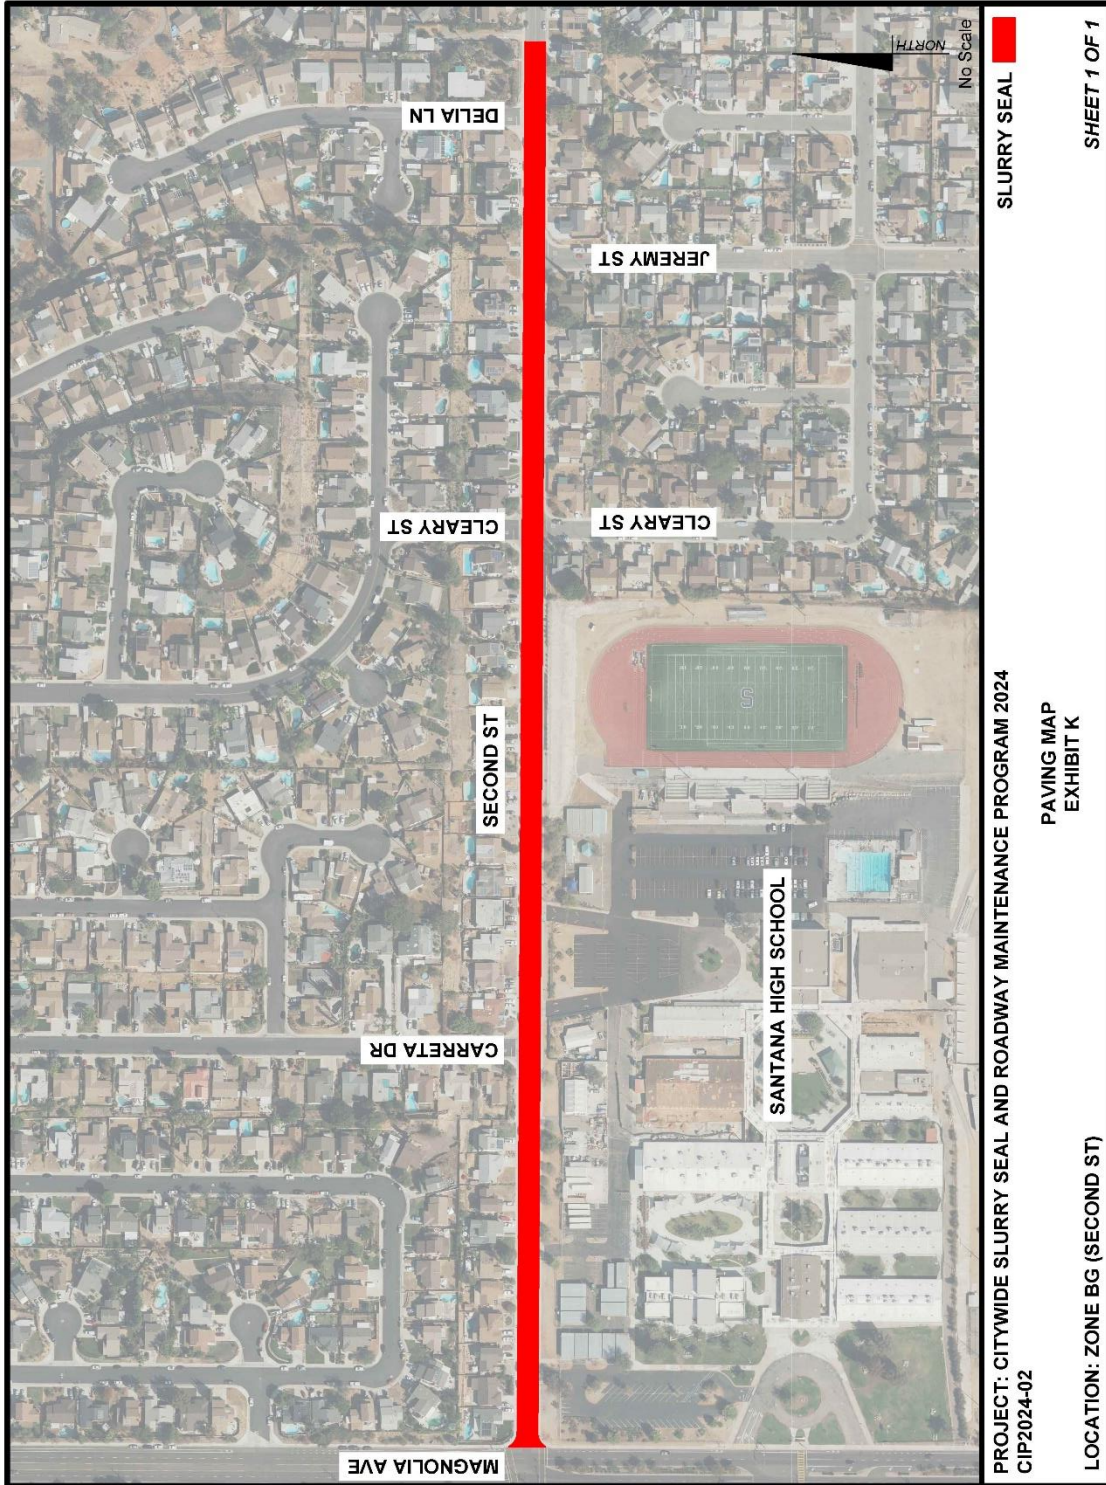 MAGNOLIA AVE
CARRETA DR
SECOND ST
CLEARY ST
CLEARY ST
DELIA LN
JEREMY ST
SANTANA HIGH SCHOOL
S
NORTH
No Scale
PROJECT: CITYWIDE SLURRY SEAL AND ROADWAY MAINTENANCE PROGRAM 2024
CIP2024-02
SLURRY SEAL
PAVING MAP
EXHIBIT K
LOCATION: ZONE BG (SECOND ST)
SHEET 1 OF 1